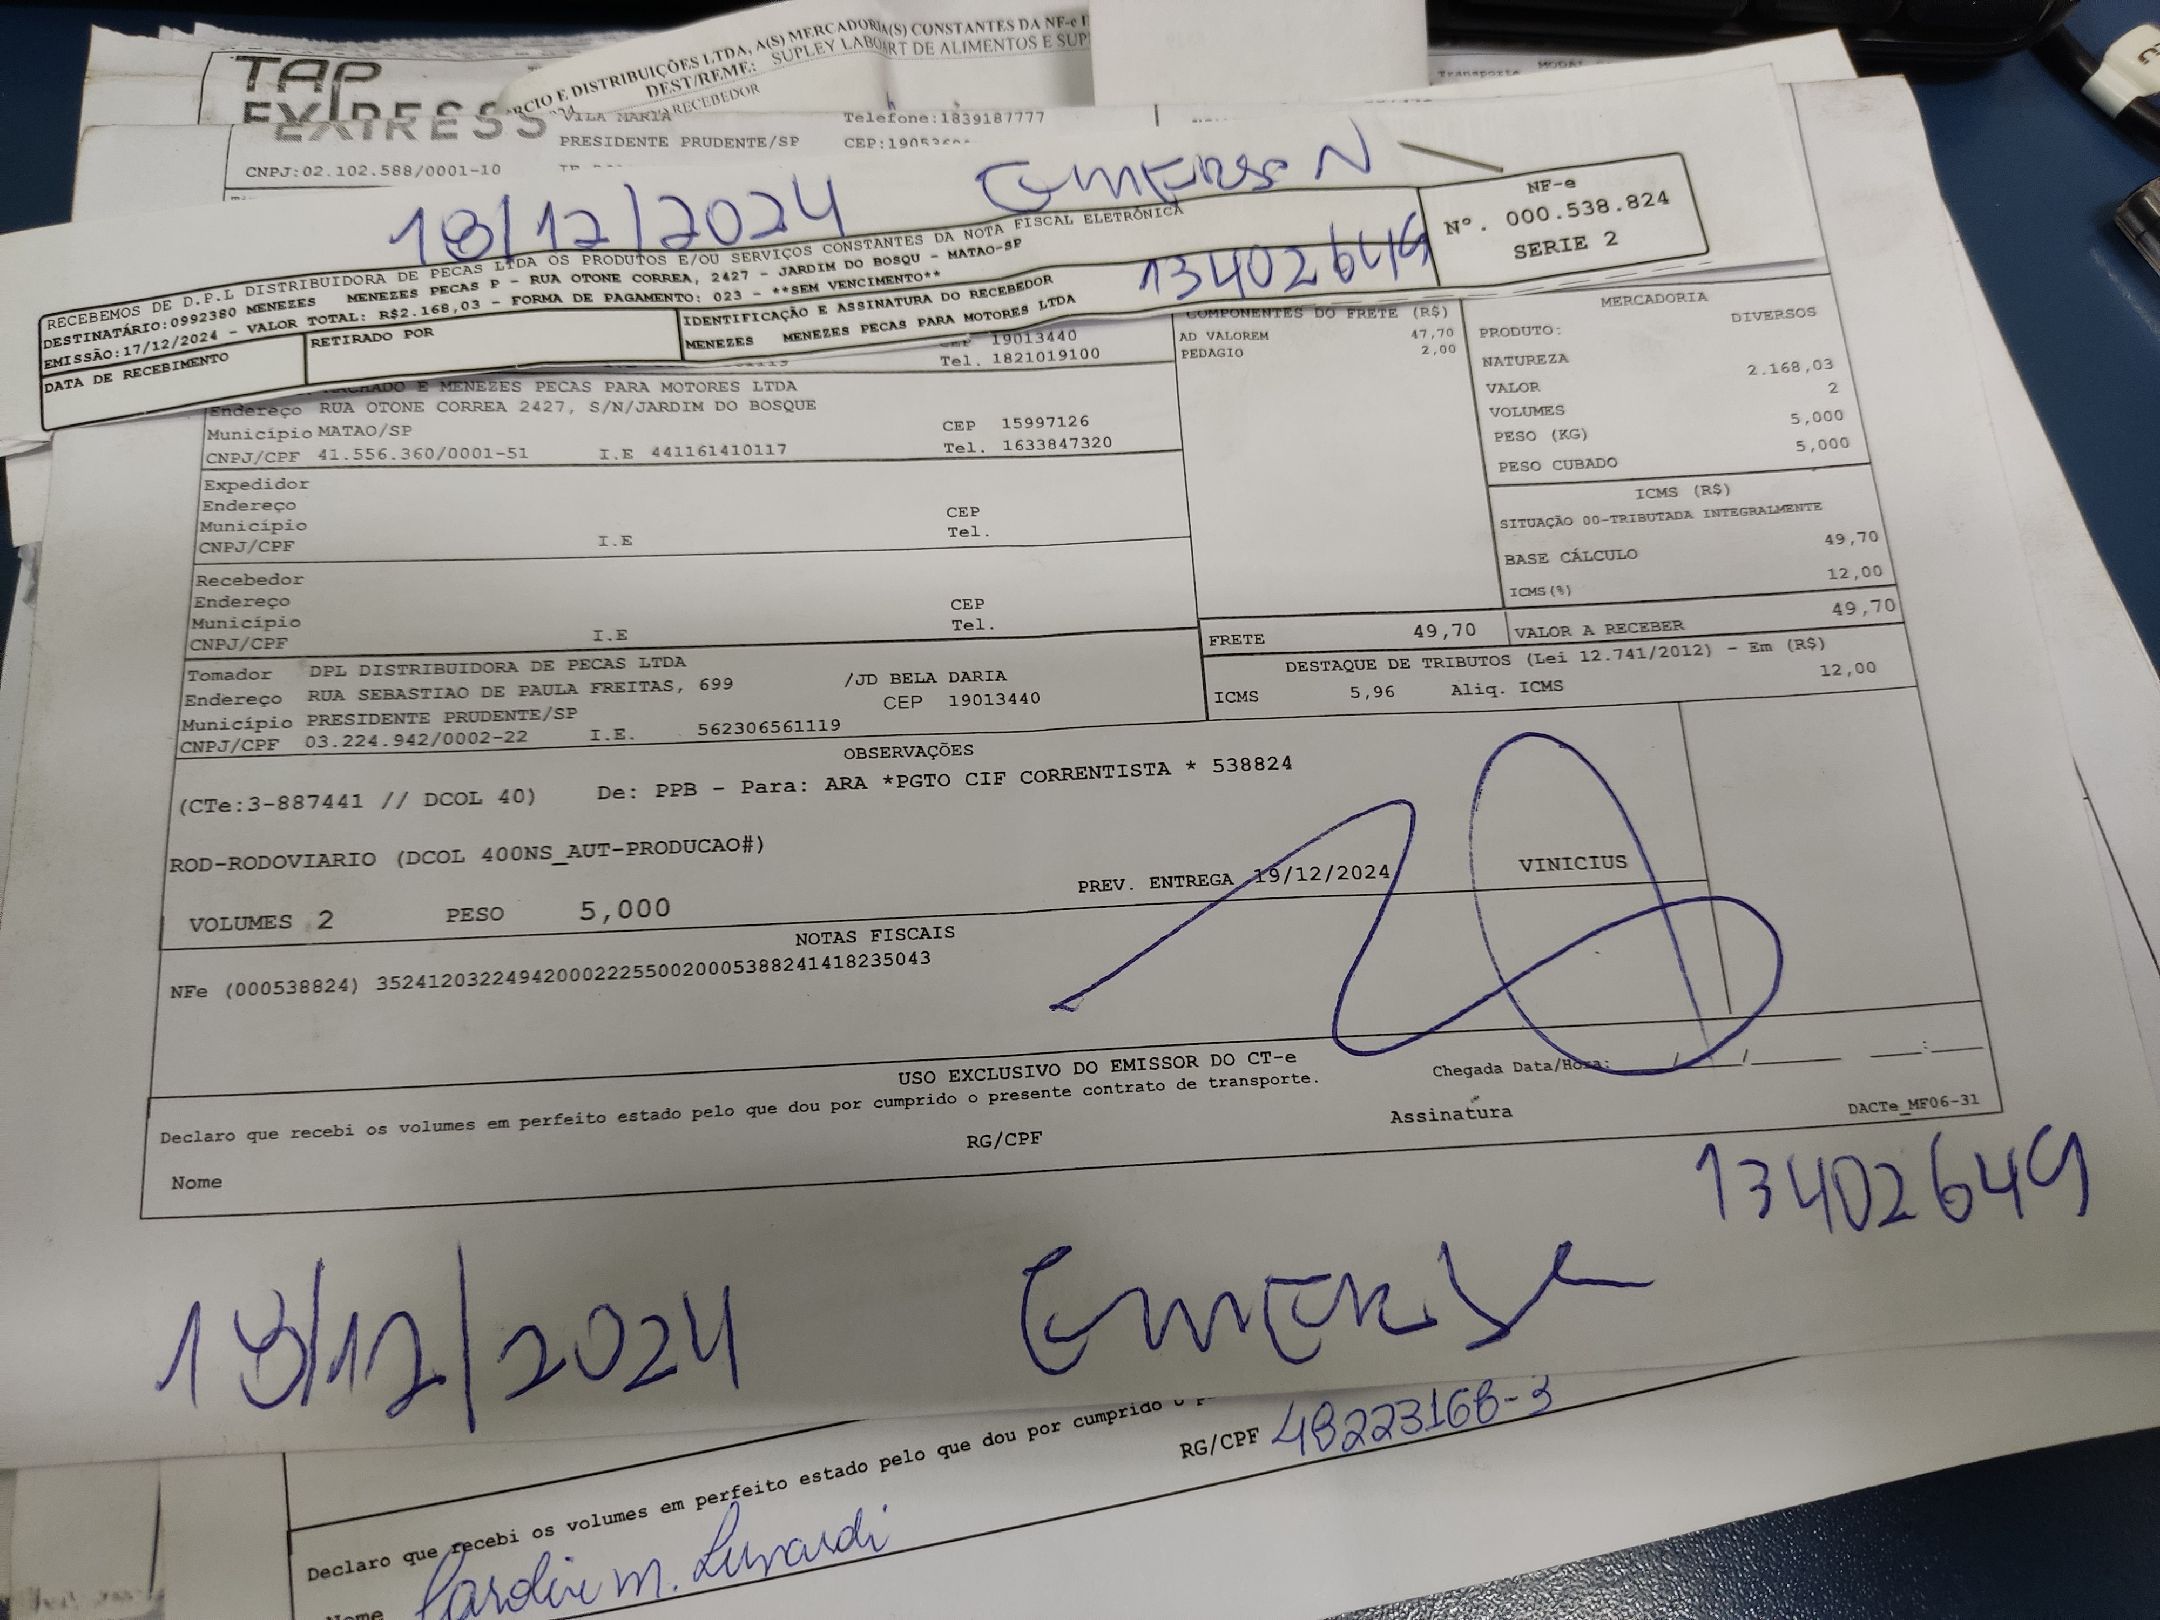 TAP
EXPRESS
RCIO E DISTRIBUIÇÕES LTDA, A(S) MERCADORIA(S) CONSTANTES DA NF-e
DEST/REME: SUPLEY LABORT DE ALIMENTOS E SUP
RECEBEDOR
VILA MARIA
Telefone:1839187777
PRESIDENTE PRUDENTE/SP
CNPJ:02.102.588/0001-10
Transporte
18/12/2024
EMERSON
RECEBEMOS DE D.P.L DISTRIBUIDORA DE PECAS LTDA OS PRODUTOS E/OU SERVIÇOS CONSTANTES DA NOTA FISCAL ELETRÔNICA
DESTINATÁRIO:0992380 MENEZES MENEZES PECAS P - RUA OTONE CORREA, 2427 - JARDIM DO BOSQU - MATAO-SP
EMISSÃO:17/12/2024 - VALOR TOTAL: R$2.168,03 - FORMA DE PAGAMENTO: 023 - **SEM VENCIMENTO**
DATA DE RECEBIMENTO
RETIRADO POR
IDENTIFICAÇÃO E ASSINATURA DO RECEBEDOR
MENEZES MENEZES PECAS PARA MOTORES LTDA
13402649
NF-e
Nº. 000.538.824
SERIE 2
CEP 19013440
Tel. 1821019100
MACHADO E MENEZES PECAS PARA MOTORES LTDA
Endereço RUA OTONE CORREA 2427, S/N/JARDIM DO BOSQUE
Município MATAO/SP CEP 15997126
CNPJ/CPF 41.556.360/0001-51 I.E 441161410117 Tel. 1633847320
Expedidor
Endereço
Município CEP
CNPJ/CPF I.E Tel.
Recebedor
Endereço
Município CEP
CNPJ/CPF I.E Tel.
Tomador DPL DISTRIBUIDORA DE PECAS LTDA
Endereço RUA SEBASTIAO DE PAULA FREITAS, 699 /JD BELA DARIA
Município PRESIDENTE PRUDENTE/SP CEP 19013440
CNPJ/CPF 03.224.942/0002-22 I.E. 562306561119
COMPONENTES DO FRETE (R$)
AD VALOREM 47,70
PEDAGIO 2,00
MERCADORIA
PRODUTO: DIVERSOS
NATUREZA
VALOR 2.168,03
VOLUMES 2
PESO (KG) 5,000
PESO CUBADO 5,000
ICMS (R$)
SITUAÇÃO 00-TRIBUTADA INTEGRALMENTE
BASE CÁLCULO 49,70
ICMS(%) 12,00
FRETE 49,70 VALOR A RECEBER 49,70
DESTAQUE DE TRIBUTOS (Lei 12.741/2012) - Em (R$)
ICMS 5,96 Aliq. ICMS 12,00
OBSERVAÇÕES
(CTe:3-887441 // DCOL 40) De: PPB - Para: ARA *PGTO CIF CORRENTISTA * 538824
ROD-RODOVIARIO (DCOL 400NS_AUT-PRODUCAO#)
VOLUMES 2 PESO 5,000 PREV. ENTREGA 19/12/2024 VINICIUS
NOTAS FISCAIS
NFe (000538824) 35241203224942000222550020005388241418235043
USO EXCLUSIVO DO EMISSOR DO CT-e
Declaro que recebi os volumes em perfeito estado pelo que dou por cumprido o presente contrato de transporte.
Chegada Data/Hora: / / :
Nome RG/CPF Assinatura
DACTe_MF06-31
13402649
18/12/2024
Declaro que recebi os volumes em perfeito estado pelo que dou por cumprido o
RG/CPF 48223166-3
Nome